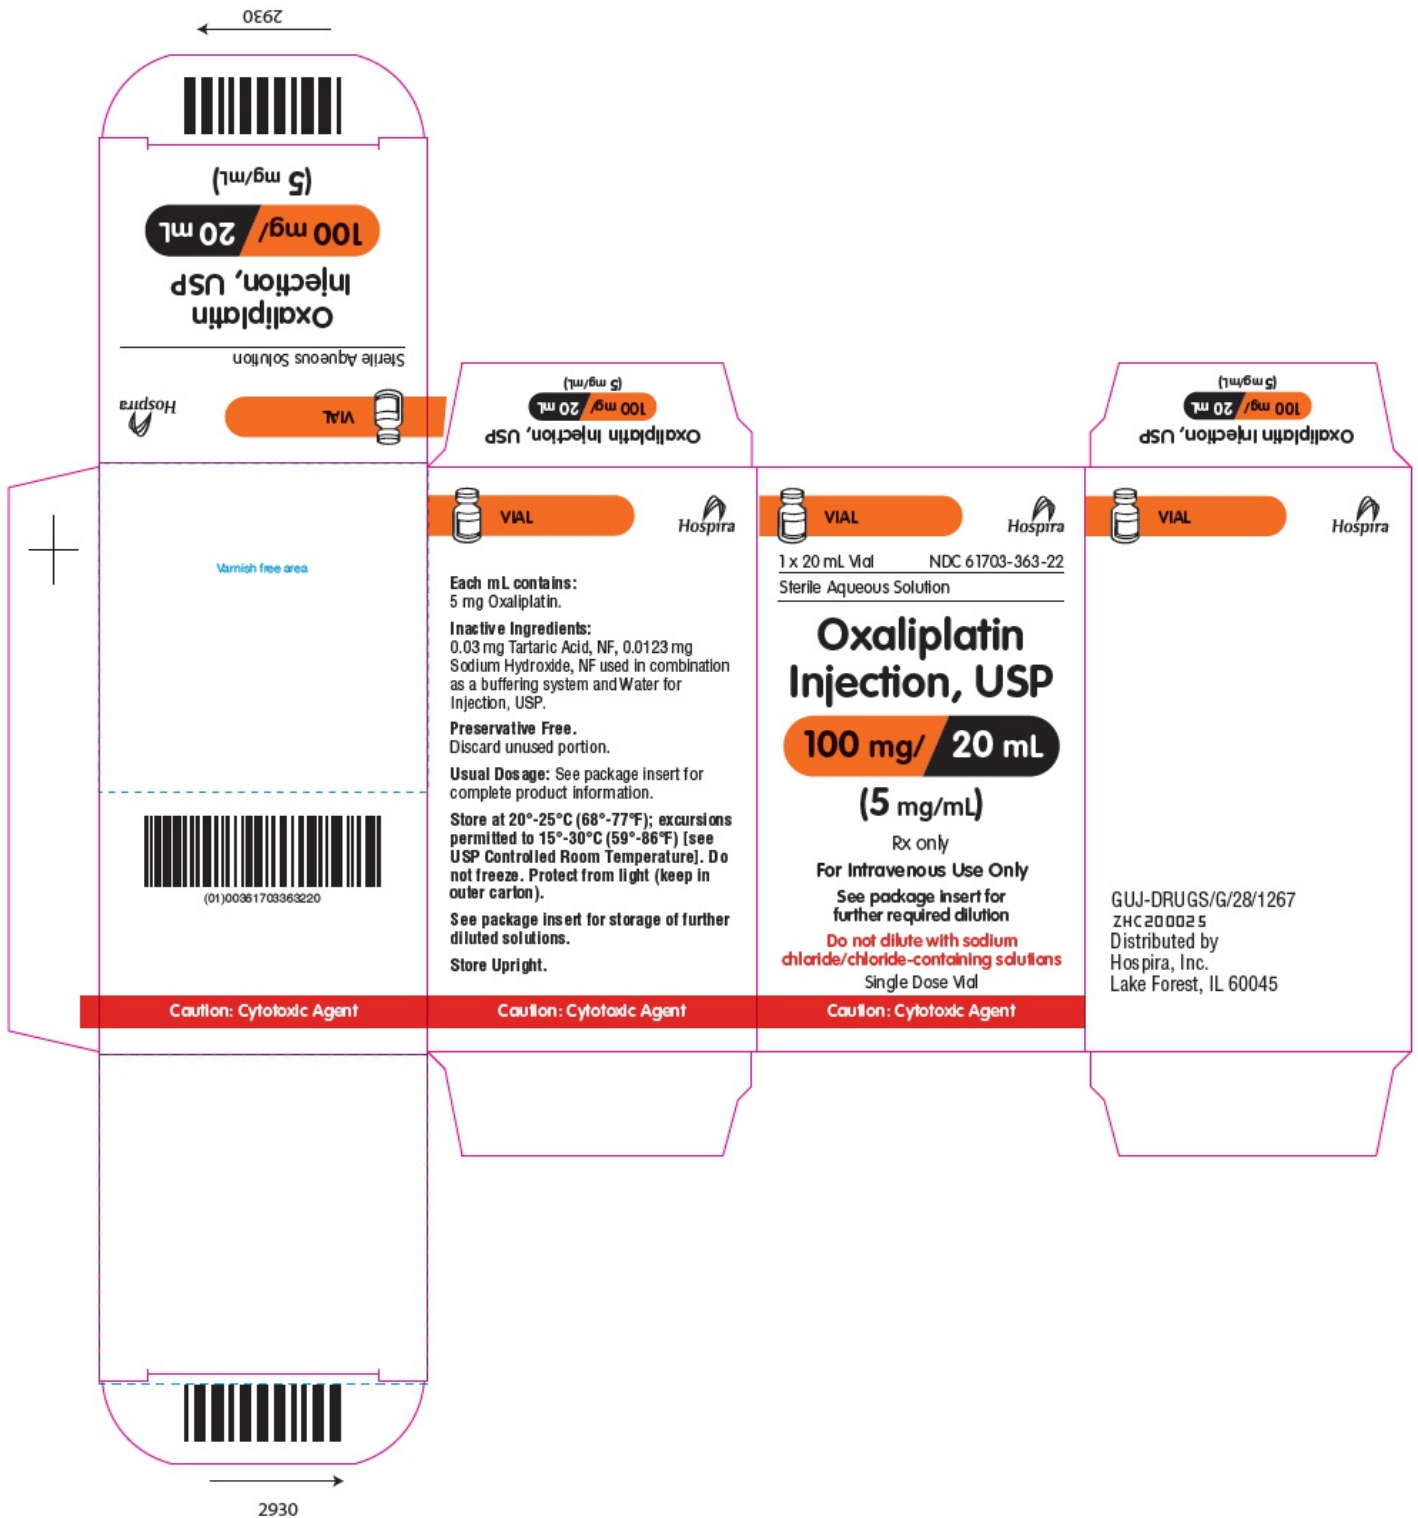 2930
(5 mg/mL)
100 mg/ 20 mL
Oxaliplatin
Injection, USP
Sterile Aqueous Solution
VIAL
Hospira
Oxaliplatin Injection, USP
100 mg/ 20 mL
(5 mg/mL)
Oxaliplatin Injection, USP
100 mg/ 20 mL
(5 mg/mL)
Varnish free area
(01)00361703363220
Caution: Cytotoxic Agent
VIAL
Hospira
Each mL contains:
5 mg Oxaliplatin.
Inactive Ingredients:
0.03 mg Tartaric Acid, NF, 0.0123 mg
Sodium Hydroxide, NF used in combination
as a buffering system and Water for
Injection, USP.
Preservative Free.
Discard unused portion.
Usual Dosage: See package insert for
complete product information.
Store at 20°-25°C (68°-77°F); excursions
permitted to 15°-30°C (59°-86°F) [see
USP Controlled Room Temperature]. Do
not freeze. Protect from light (keep in
outer carton).
See package insert for storage of further
diluted solutions.
Store Upright.
Caution: Cytotoxic Agent
VIAL
Hospira
1 x 20 mL Vial NDC 61703-363-22
Sterile Aqueous Solution
Oxaliplatin
Injection, USP
100 mg/ 20 mL
(5 mg/mL)
Rx only
For Intravenous Use Only
See package insert for
further required dilution
Do not dilute with sodium
chloride/chloride-containing solutions
Single Dose Vial
Caution: Cytotoxic Agent
VIAL
Hospira
GUJ-DRUGS/G/28/1267
ZHC200025
Distributed by
Hospira, Inc.
Lake Forest, IL 60045
2930